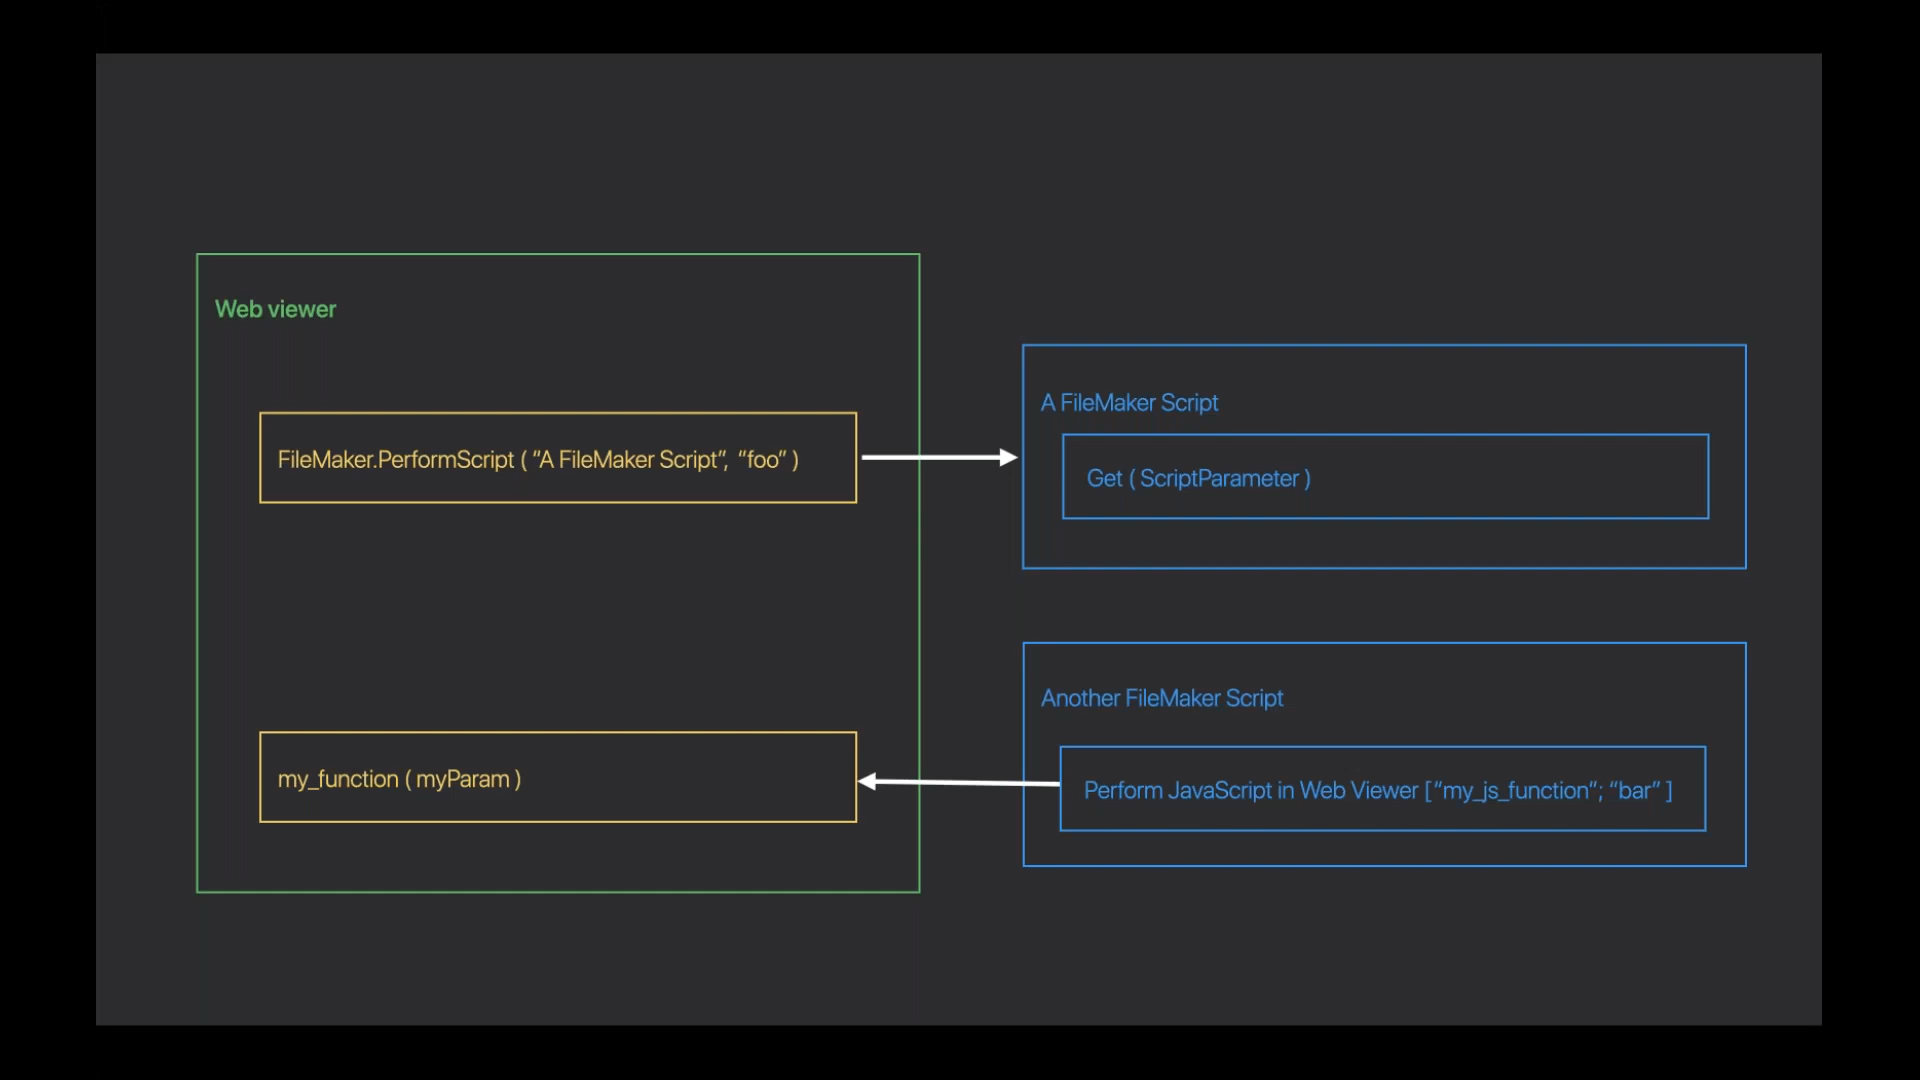 Web viewer
FileMaker.PerformScript ( “A FileMaker Script”, “foo” )
my_function ( myParam )
A FileMaker Script
Get ( ScriptParameter )
Another FileMaker Script
Perform JavaScript in Web Viewer [ “my_js_function”; “bar” ]